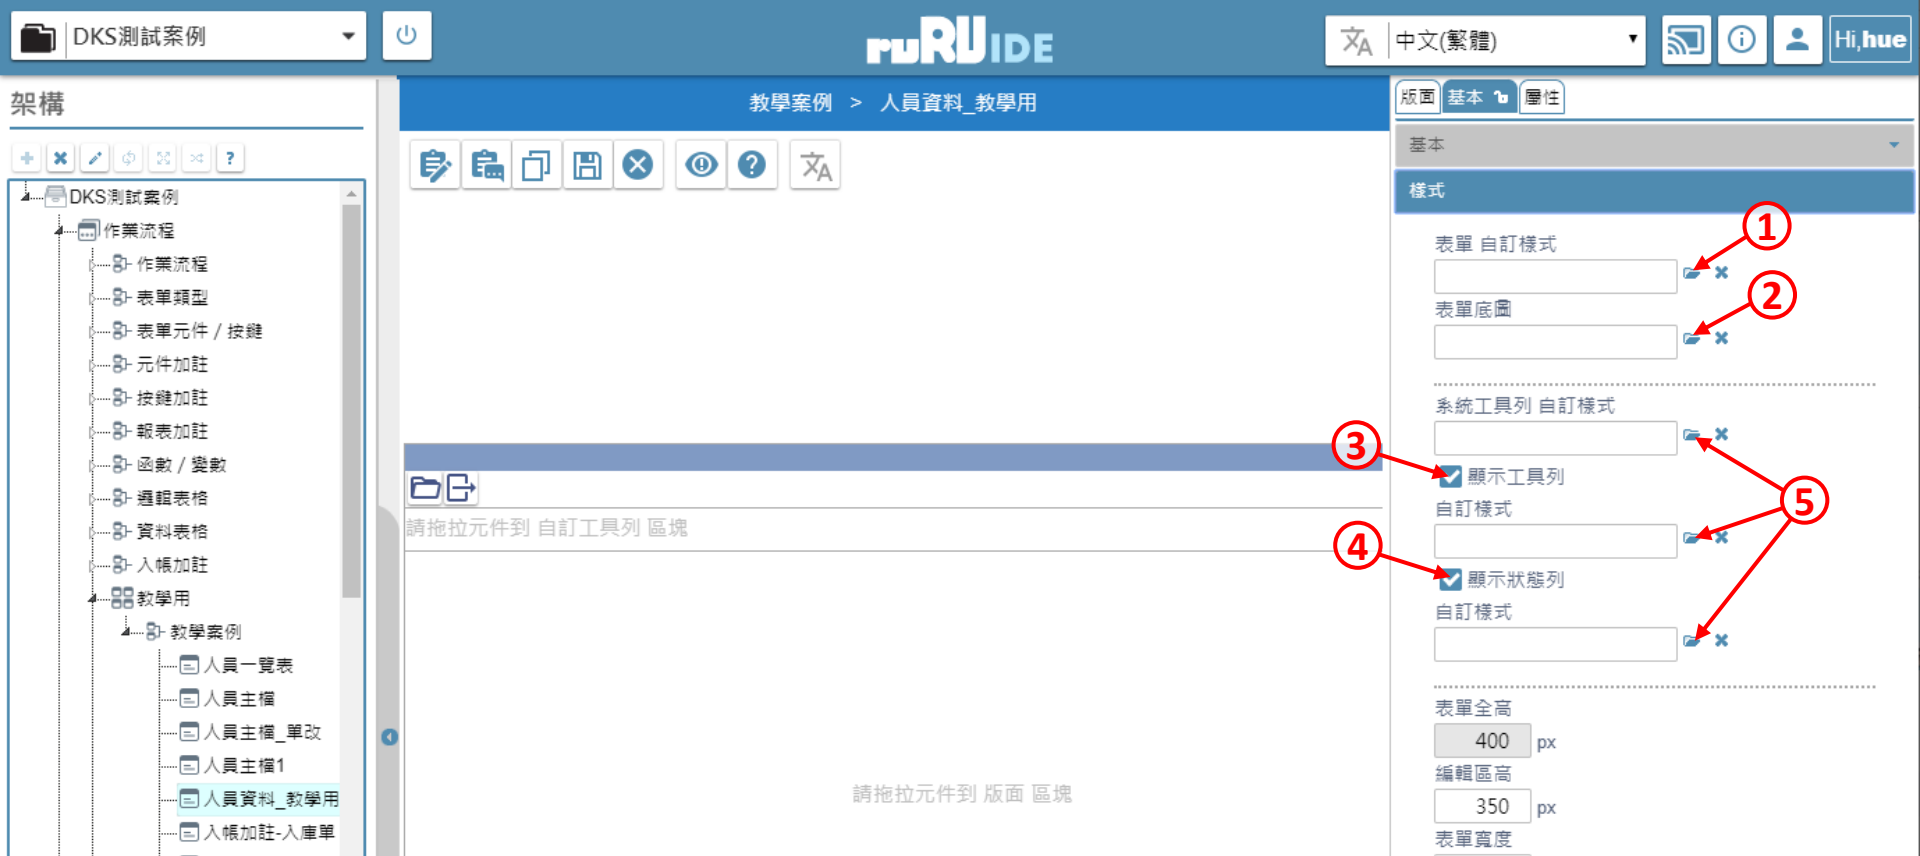 DKS測試案例
ruRU IDE
中文(繁體)
Hi,hue
架構
DKS測試案例
作業流程
作業流程
表單類型
表單元件 / 按鍵
元件加註
按鍵加註
報表加註
函數 / 變數
邏輯表格
資料表格
入帳加註
教學用
教學案例
人員一覽表
人員主檔
人員主檔_單改
人員主檔1
人員資料_教學用
入帳加註-入庫單
教學案例 > 人員資料_教學用
請拖拉元件到 自訂工具列 區塊
請拖拉元件到 版面 區塊
版面
基本
屬性
基本
樣式
表單 自訂樣式
1
表單底圖
2
系統工具列 自訂樣式
3
顯示工具列
自訂樣式
5
4
顯示狀態列
自訂樣式
表單全高
400 px
編輯區高
350 px
表單寬度